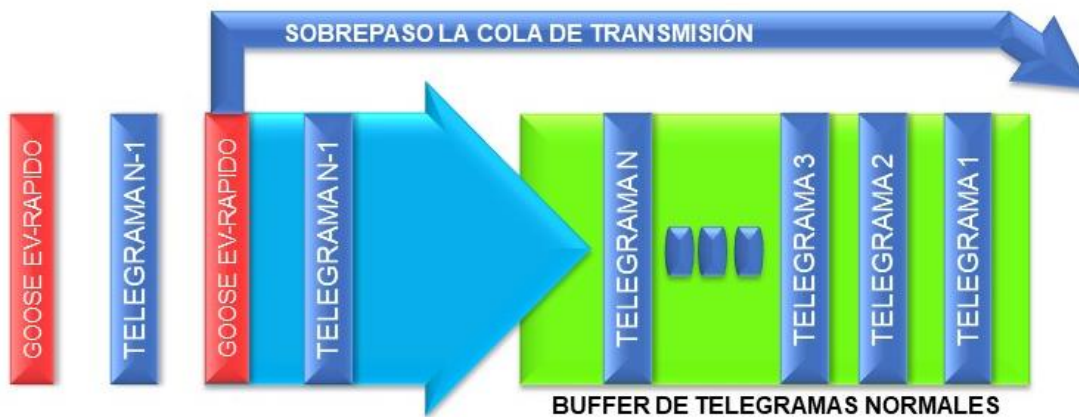 SOBREPASO LA COLA DE TRANSMISIÓN
GOOSE EV-RAPIDO
TELEGRAMA N-1
GOOSE EV-RAPIDO
TELEGRAMA N-1
TELEGRAMA N
TELEGRAMA 3
TELEGRAMA 2
TELEGRAMA 1
BUFFER DE TELEGRAMAS NORMALES